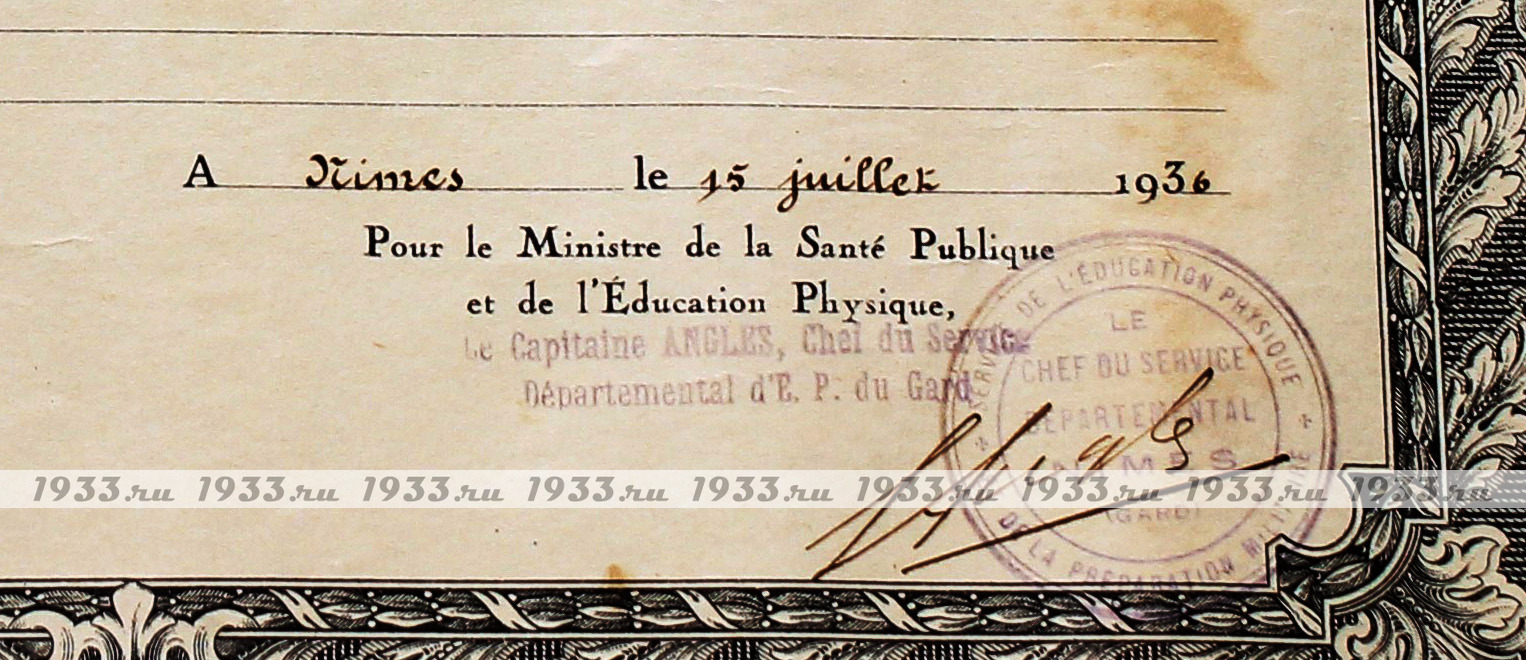 A Nimes le 15 juillet 1936
Pour le Ministre de la Santé Publique
et de l'Éducation Physique,
Le Capitaine ANGLES, Chef du Service
Départemental d'E. P. du Gard
SERVICE DE L'ÉDUCATION PHYSIQUE
LE
CHEF DU SERVICE
DÉPARTEMENTAL
NIMES
(GARD)
DE LA PRÉPARATION MILITAIRE
Angles
1933.ru 1933.ru 1933.ru 1933.ru 1933.ru 1933.ru 1933.ru 1933.ru 1933.ru